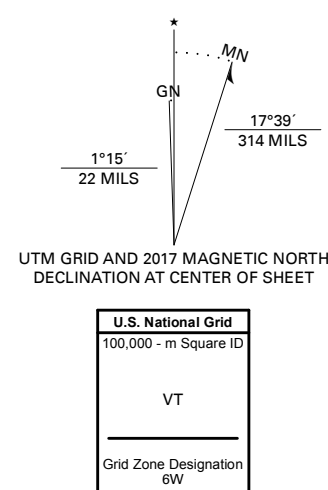 ★
MN
GN
17°39´
314 MILS
1°15´
22 MILS
UTM GRID AND 2017 MAGNETIC NORTH
DECLINATION AT CENTER OF SHEET
U.S. National Grid
100,000 - m Square ID
VT
Grid Zone Designation
6W